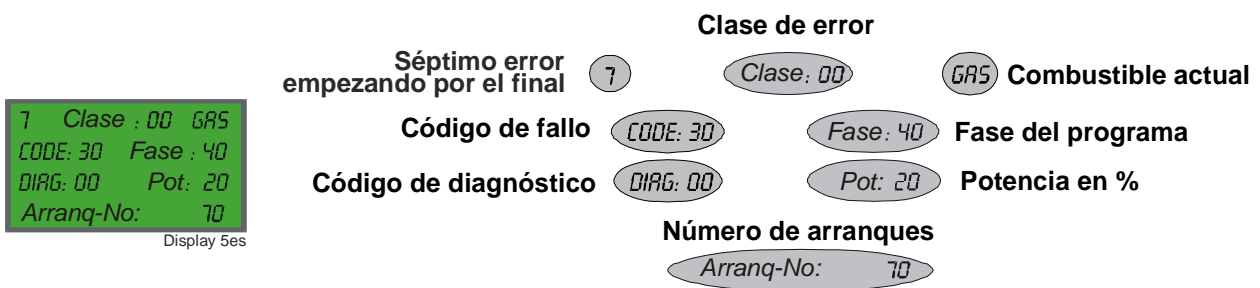 Clase de error
Séptimo error
empezando por el final
7
Clase: 00
GAS
Combustible actual
Código de fallo
CODE: 30
Fase: 40
Fase del programa
Código de diagnóstico
DIAG: 00
Pot: 20
Potencia en %
Número de arranques
Arranq-No: 70
7 Clase : 00 GAS
CODE: 30 Fase : 40
DIAG: 00 Pot: 20
Arranq-No: 70
Display 5es